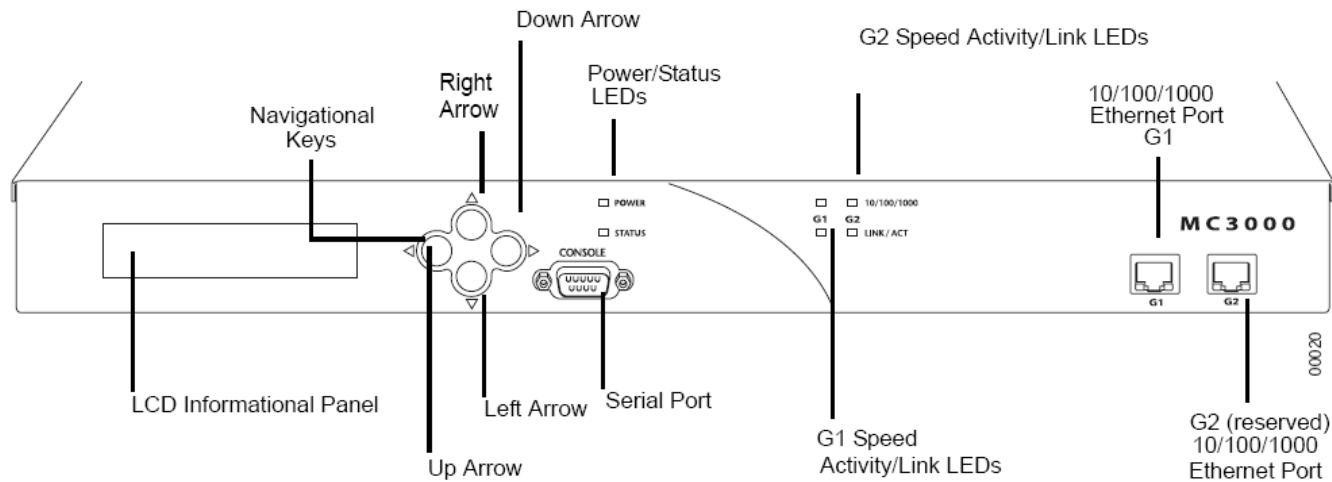 Down Arrow
G2 Speed Activity/Link LEDs
Right
Arrow
Power/Status
LEDs
10/100/1000
Ethernet Port
G1
Navigational
Keys
POWER
STATUS
10/100/1000
G1 G2
LINK / ACT
MC3000
CONSOLE
G1
G2
00020
LCD Informational Panel
Left Arrow
Serial Port
Up Arrow
G1 Speed
Activity/Link LEDs
G2 (reserved)
10/100/1000
Ethernet Port